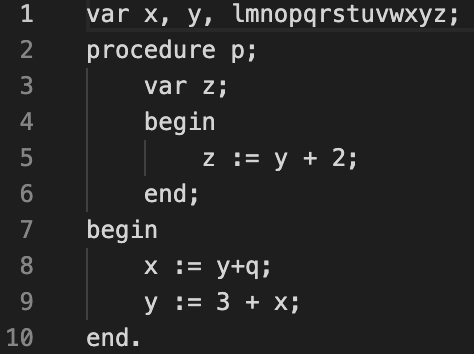 1 var x, y, lmnopqrstuvwxyz;
2 procedure p;
3 var z;
4 begin
5 z := y + 2;
6 end;
7 begin
8 x := y+q;
9 y := 3 + x;
10 end.